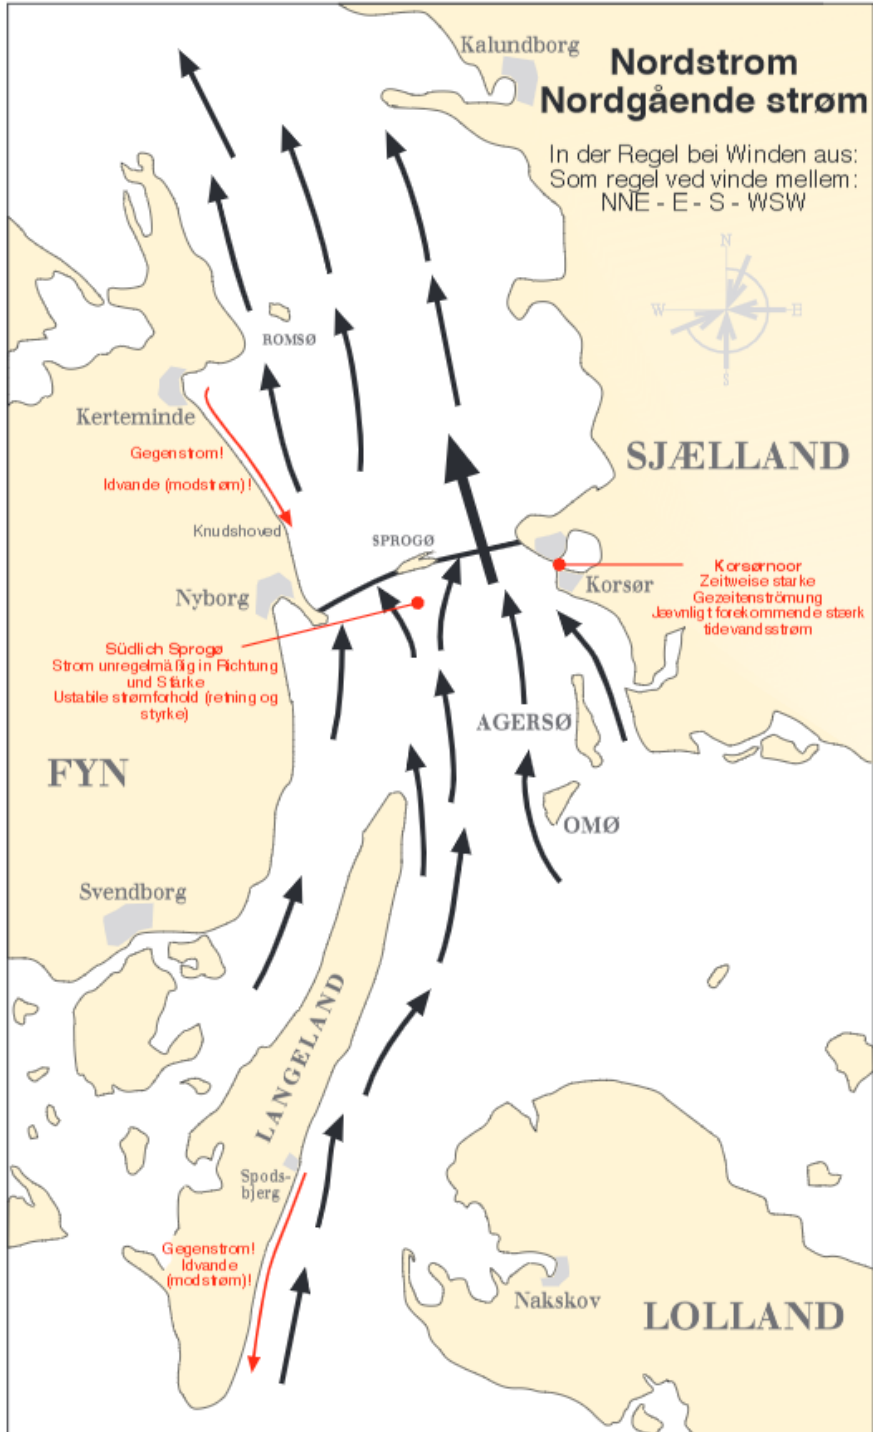 Kalundborg
Nordstrom
Nordgående strøm
In der Regel bei Winden aus:
Som regel ved vinde mellem:
NNE - E - S - WSW
N
W
E
S
ROMSØ
Kerteminde
Gegenstrom!
Idvande (modstrøm)!
SJÆLLAND
Knudshoved
SPROGØ
Nyborg
Korsør
Korsørnoor
Zeitweise starke
Gezeitenströmung
Jævnligt forekommende stærk
tidevandsstrøm
Südlich Sprogø
Strom unregelmäßig in Richtung
und Stärke
Ustabile strømforhold (retning og
styrke)
AGERSØ
FYN
OMØ
Svendborg
LANGELAND
Spods-
bjerg
Gegenstrom!
Idvande
(modstrøm)!
Nakskov
LOLLAND